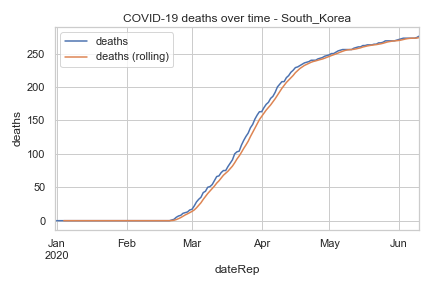 COVID-19 deaths over time - South_Korea
deaths
deaths (rolling)
deaths
250
200
150
100
50
0
Jan
2020
Feb
Mar
Apr
May
Jun
dateRep